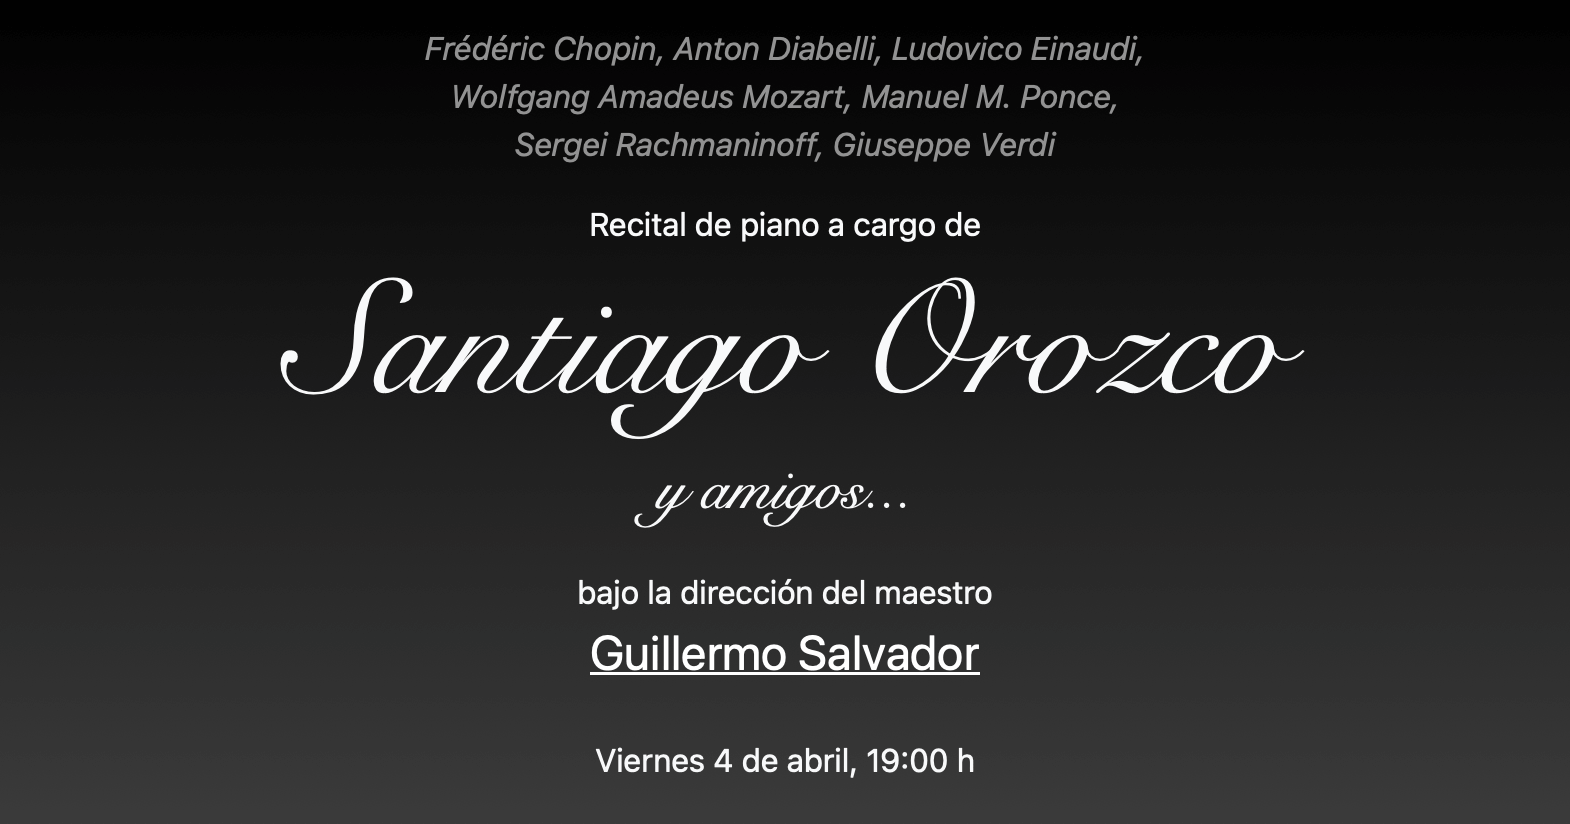 Frédéric Chopin, Anton Diabelli, Ludovico Einaudi,
Wolfgang Amadeus Mozart, Manuel M. Ponce,
Sergei Rachmaninoff, Giuseppe Verdi
Recital de piano a cargo de
Santiago Orozco
y amigos...
bajo la dirección del maestro
Guillermo Salvador
Viernes 4 de abril, 19:00 h